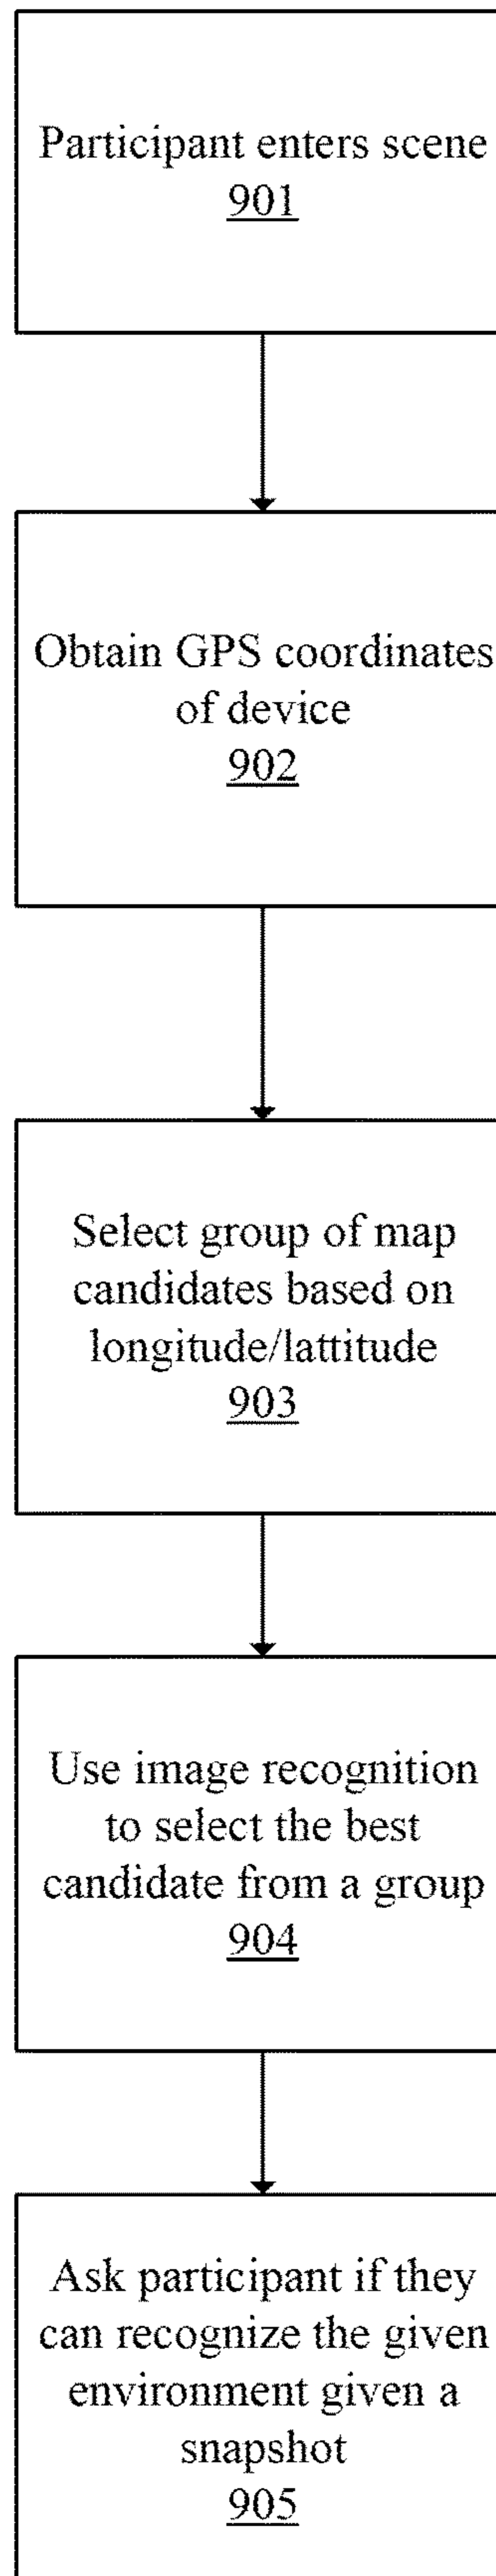 Participant enters scene
901
Obtain GPS coordinates
of device
902
Select group of map
candidates based on
longitude/lattitude
903
Use image recognition
to select the best
candidate from a group
904
Ask participant if they
can recognize the given
environment given a
snapshot
905